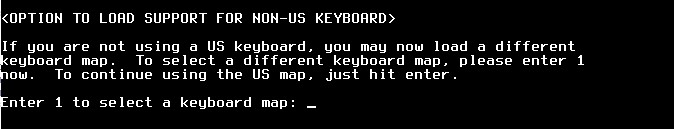 <OPTION TO LOAD SUPPORT FOR NON-US KEYBOARD>
If you are not using a US keyboard, you may now load a different
keyboard map.  To select a different keyboard map, please enter 1
now.  To continue using the US map, just hit enter.
Enter 1 to select a keyboard map: _